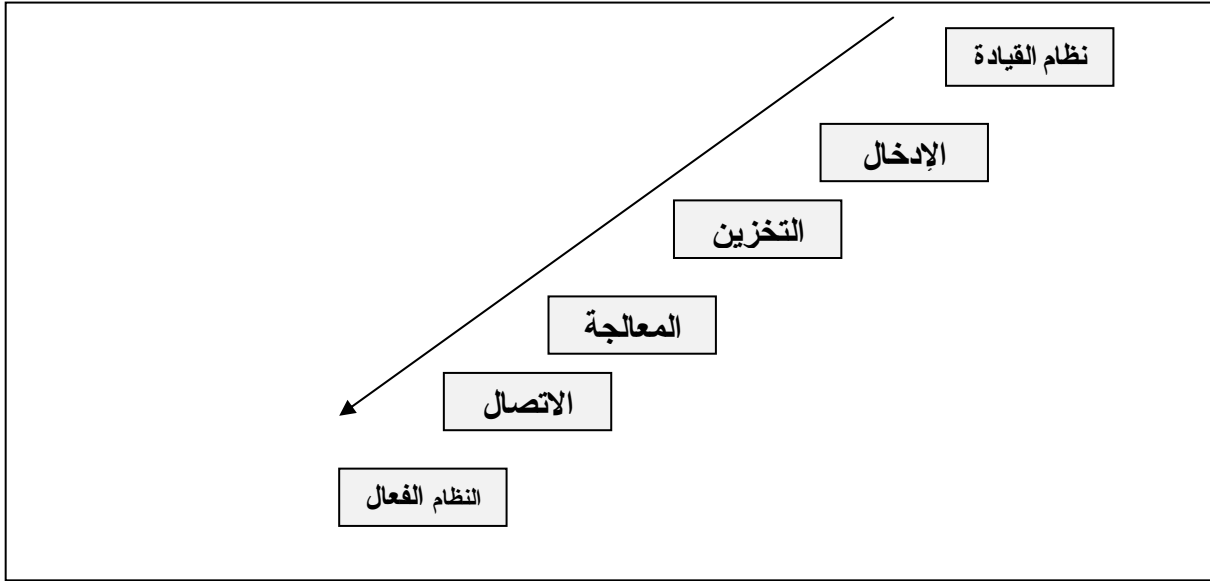 نظام القيادة
الإدخال
التخزين
المعالجة
الاتصال
النظام الفعال